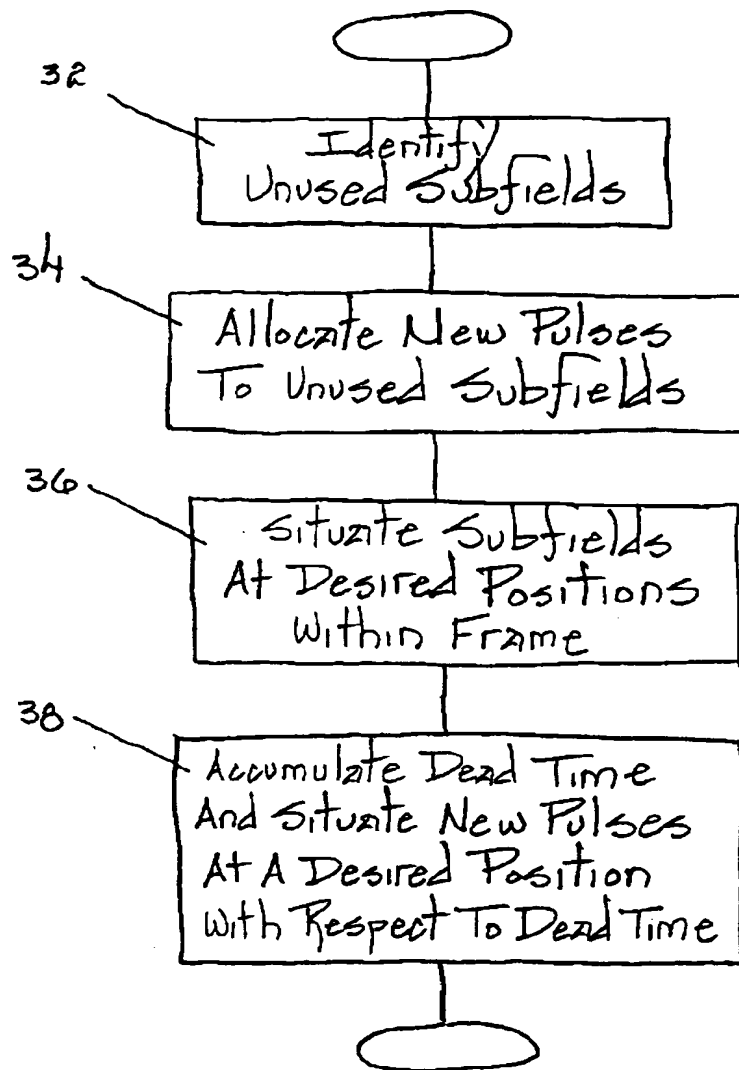 32
Identify
Unused Subfields
34
Allocate New Pulses
To Unused Subfields
36
Situate Subfields
At Desired Positions
Within Frame
38
Accumulate Dead Time
And Situate New Pulses
At A Desired Position
With Respect To Dead Time